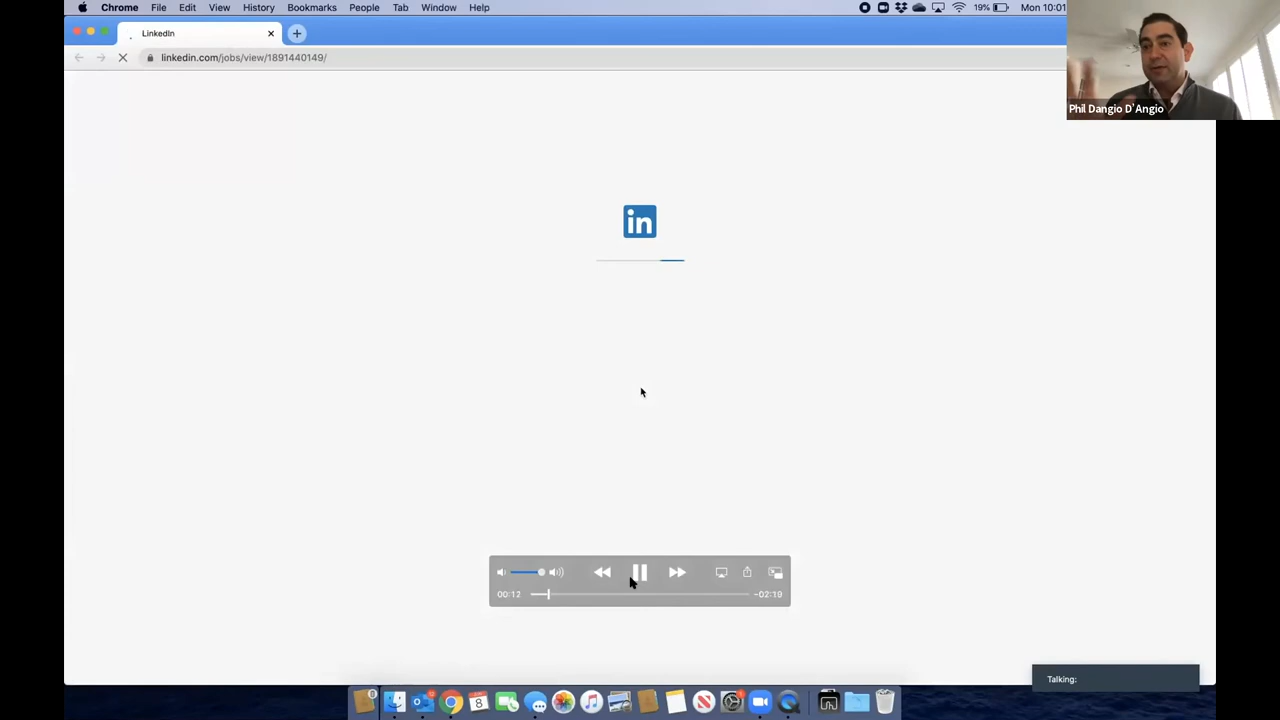 Chrome File Edit View History Bookmarks People Tab Window Help 19% Mon 10:01
LinkedIn
linkedin.com/jobs/view/1891440149/
Phil Dangio D'Angio
in
00:12 -02:19
Talking:
8